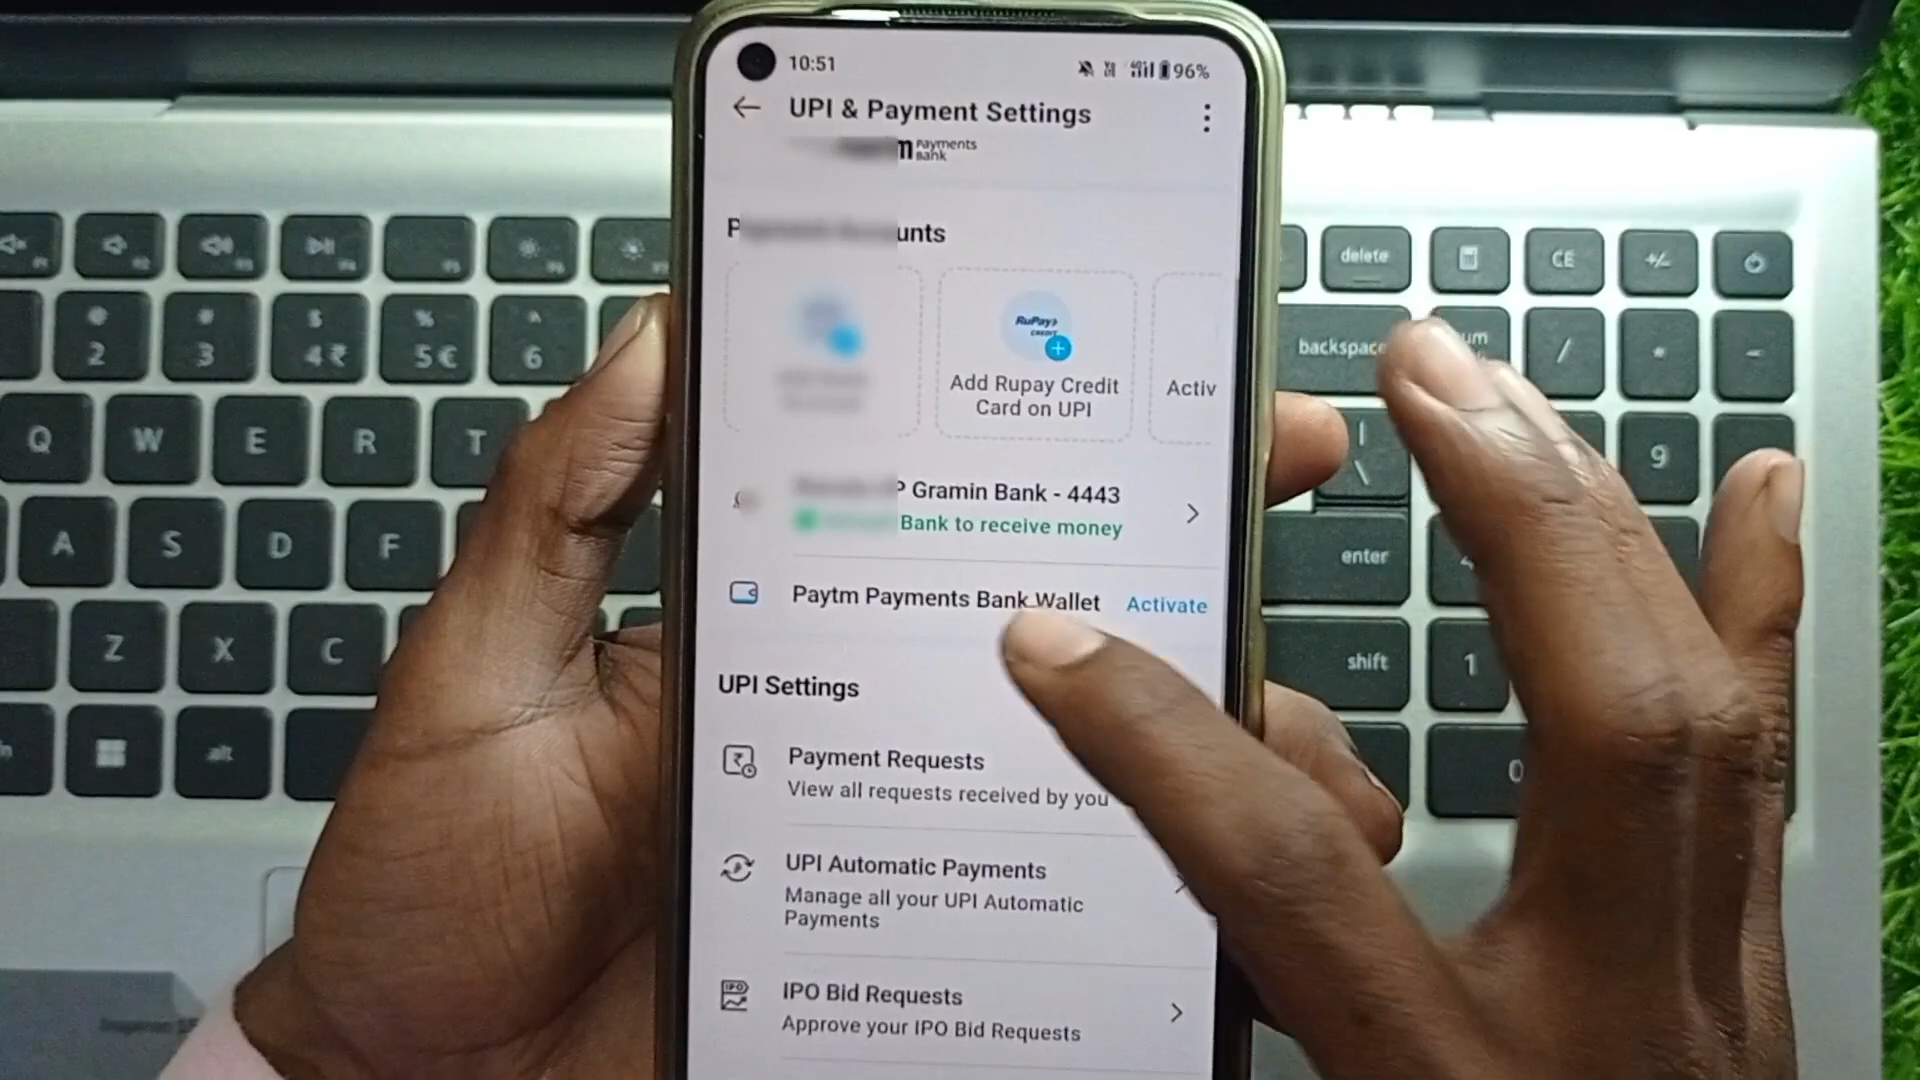 10:51
96%
UPI & Payment Settings
Payments
Bank
unts
RuPay
CREDIT
Add Rupay Credit
Card on UPI
Activ
Gramin Bank - 4443
Bank to receive money
Paytm Payments Bank Wallet
Activate
UPI Settings
Payment Requests
View all requests received by you
UPI Automatic Payments
Manage all your UPI Automatic
Payments
IPO
IPO Bid Requests
Approve your IPO Bid Requests
@
2
#
3
$
4 ₹
%
5 €
^
6
Q
W
E
R
T
A
S
D
F
Z
X
C
alt
delete
CE
+/-
backspace
/
*
-
|
\
9
enter
4
shift
1
0